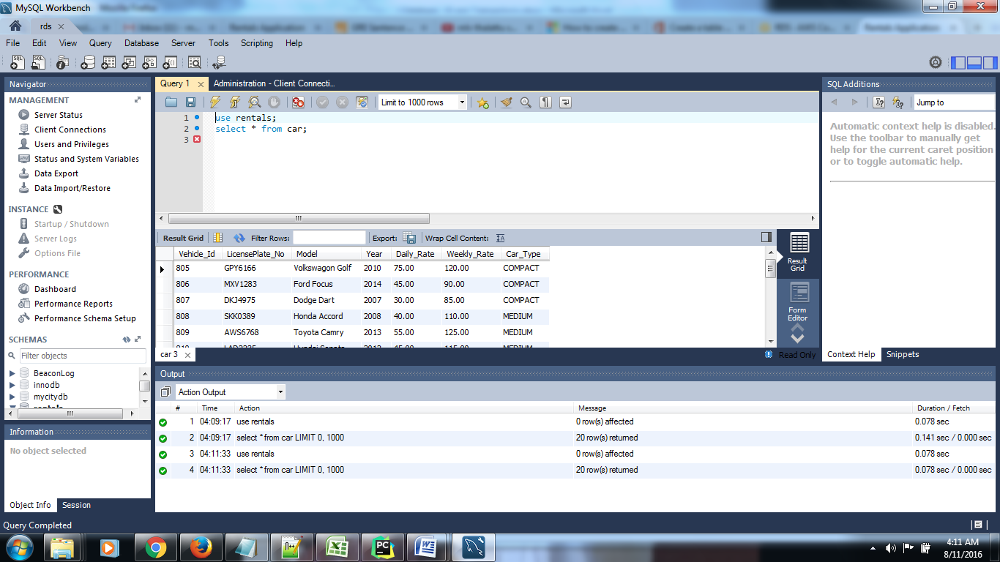 MySQL Workbench
rds
File Edit View Query Database Server Tools Scripting Help
Navigator
MANAGEMENT
Server Status
Client Connections
Users and Privileges
Status and System Variables
Data Export
Data Import/Restore
INSTANCE
Startup / Shutdown
Server Logs
Options File
PERFORMANCE
Dashboard
Performance Reports
Performance Schema Setup
SCHEMAS
Filter objects
BeaconLog
innodb
mycitydb
rentals
Information
No object selected
Object Info Session
Query 1 Administration - Client Connecti...
Limit to 1000 rows
1 use rentals;
2 select * from car;
3
Result Grid Filter Rows: Export: Wrap Cell Content:
Vehicle_Id LicensePlate_No Model Year Daily_Rate Weekly_Rate Car_Type
805 GPY6166 Volkswagon Golf 2010 75.00 120.00 COMPACT
806 MXV1283 Ford Focus 2014 45.00 90.00 COMPACT
807 DKJ4975 Dodge Dart 2007 30.00 85.00 COMPACT
808 SKK0389 Honda Accord 2008 40.00 110.00 MEDIUM
809 AWS6768 Toyota Camry 2013 55.00 125.00 MEDIUM
Result Grid
Form Editor
car 3
Read Only
SQL Additions
Jump to
Automatic context help is disabled.
Use the toolbar to manually get
help for the current caret position
or to toggle automatic help.
Context Help Snippets
Output
Action Output
# Time Action Message Duration / Fetch
1 04:09:17 use rentals 0 row(s) affected 0.078 sec
2 04:09:17 select * from car LIMIT 0, 1000 20 row(s) returned 0.141 sec / 0.000 sec
3 04:11:33 use rentals 0 row(s) affected 0.078 sec
4 04:11:33 select * from car LIMIT 0, 1000 20 row(s) returned 0.078 sec / 0.000 sec
Query Completed
4:11 AM
8/11/2016